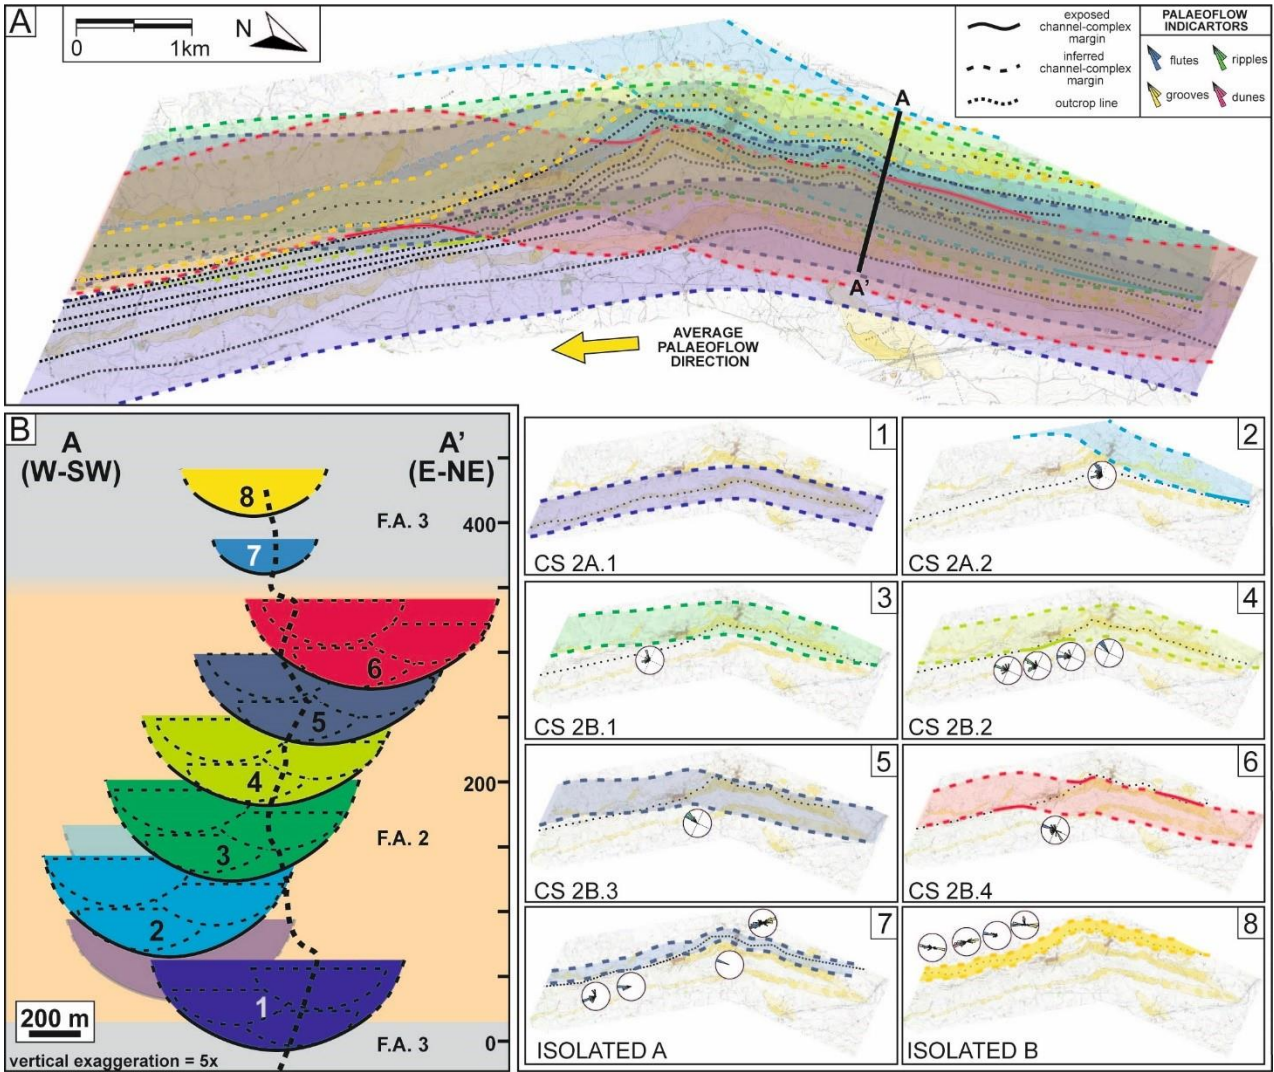 A
0 1km
N
exposed
channel-complex
margin
inferred
channel-complex
margin
outcrop line
PALAEOFLOW
INDICARTORS
flutes
ripples
grooves
dunes
A
A'
AVERAGE
PALAEOFLOW
DIRECTION
B
A
(W-SW)
A'
(E-NE)
8
F.A. 3
400
7
6
5
4
200
3
F.A. 2
2
1
200 m
F.A. 3
0
vertical exaggeration = 5x
1
CS 2A.1
2
CS 2A.2
3
CS 2B.1
4
CS 2B.2
5
CS 2B.3
6
CS 2B.4
7
ISOLATED A
8
ISOLATED B